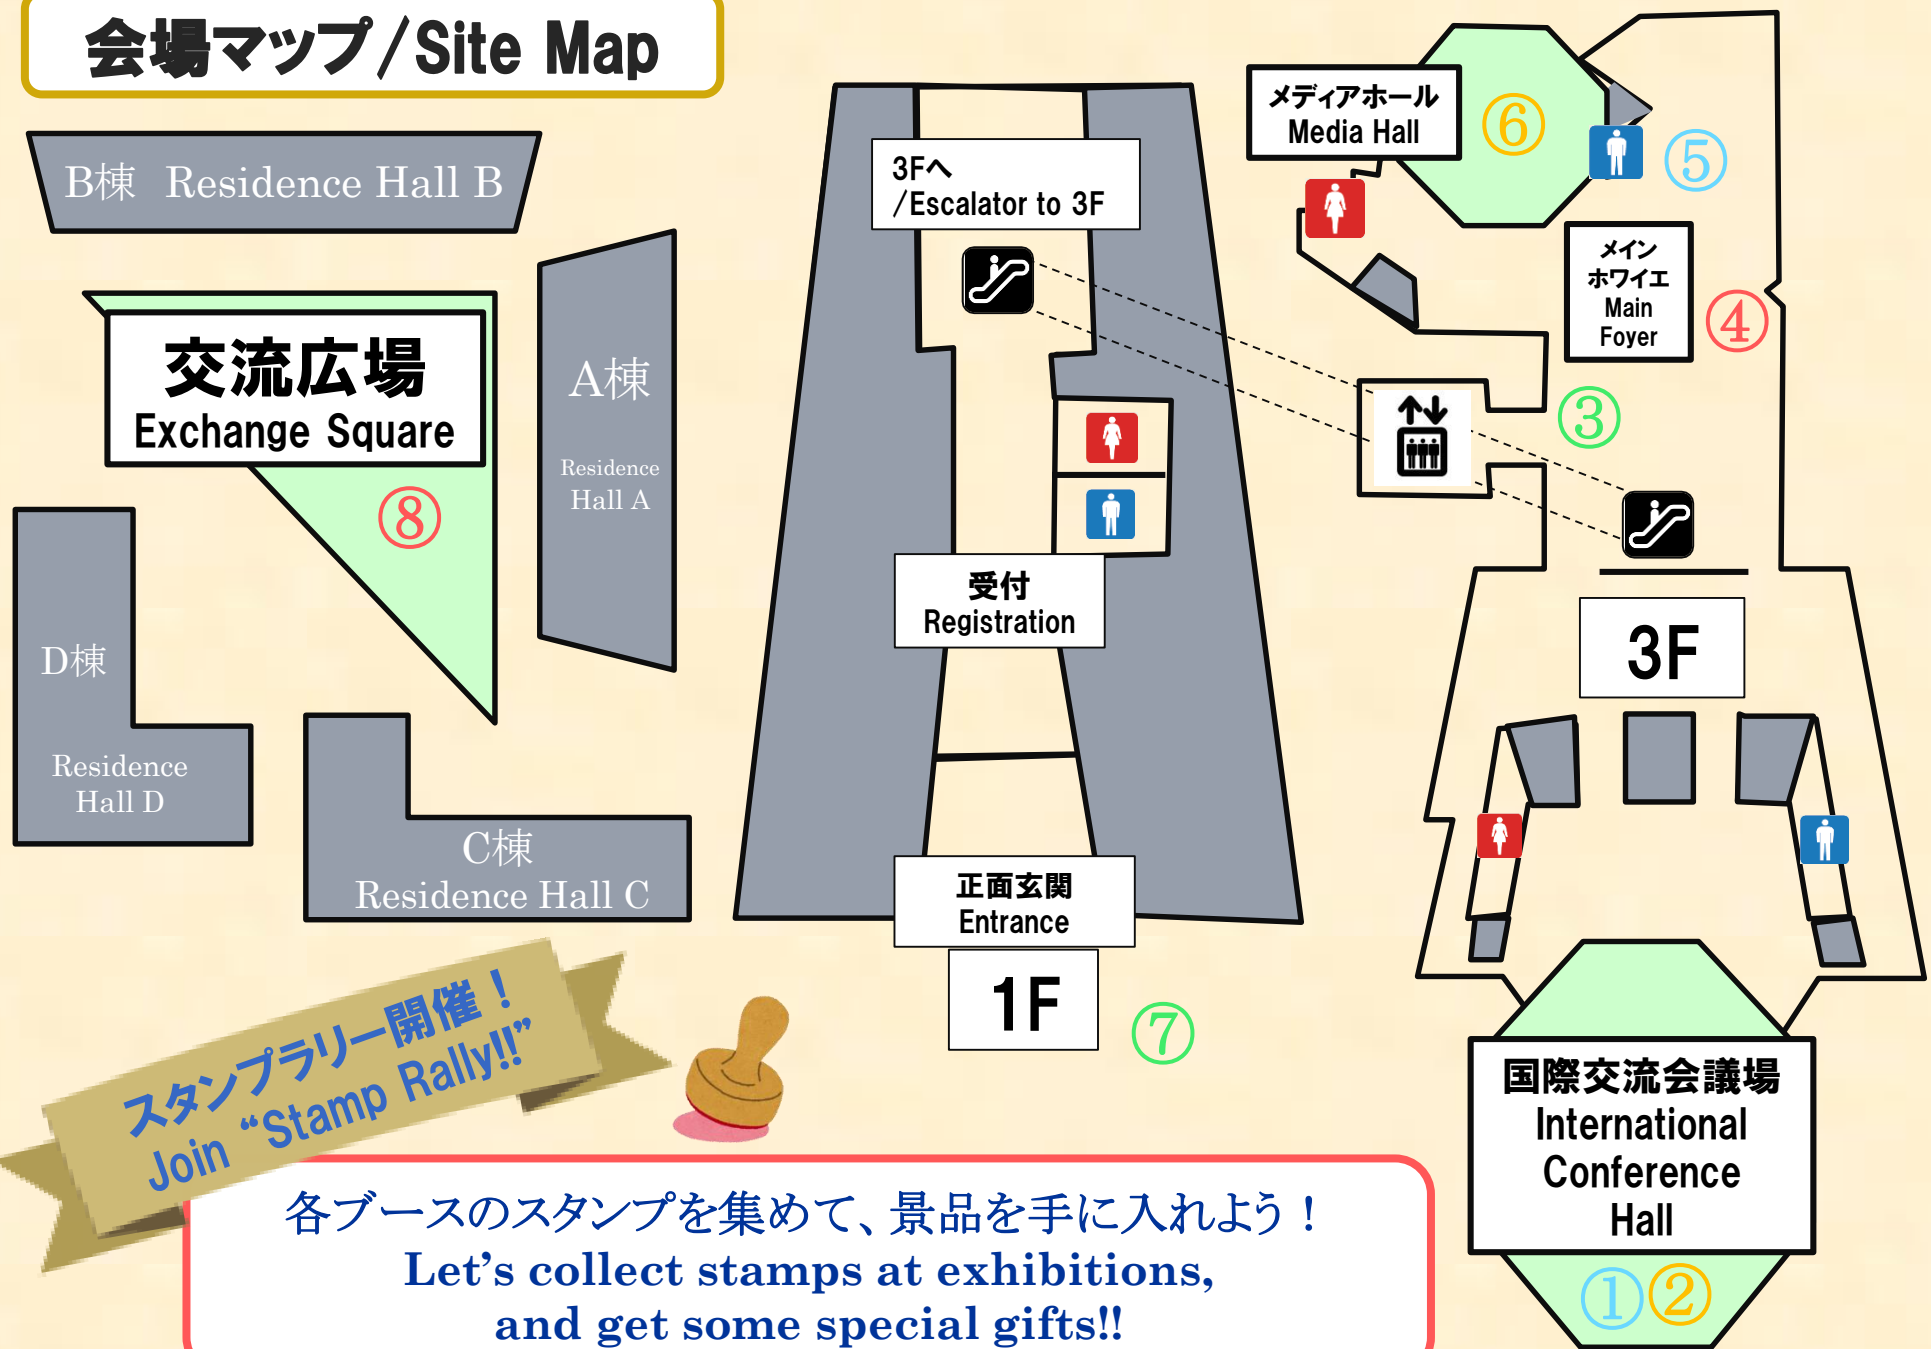 会場マップ/Site Map
B棟 Residence Hall B
交流広場
Exchange Square
⑧
A棟
Residence
Hall A
D棟
Residence
Hall D
C棟
Residence Hall C
3Fへ
/Escalator to 3F
受付
Registration
正面玄関
Entrance
1F
⑦
メディアホール
Media Hall
⑥
⑤
メイン
ホワイエ
Main
Foyer
④
③
3F
国際交流会議場
International
Conference
Hall
①②
スタンプラリー開催！
Join “Stamp Rally!!”
各ブースのスタンプを集めて、景品を手に入れよう！
Let’s collect stamps at exhibitions,
and get some special gifts!!